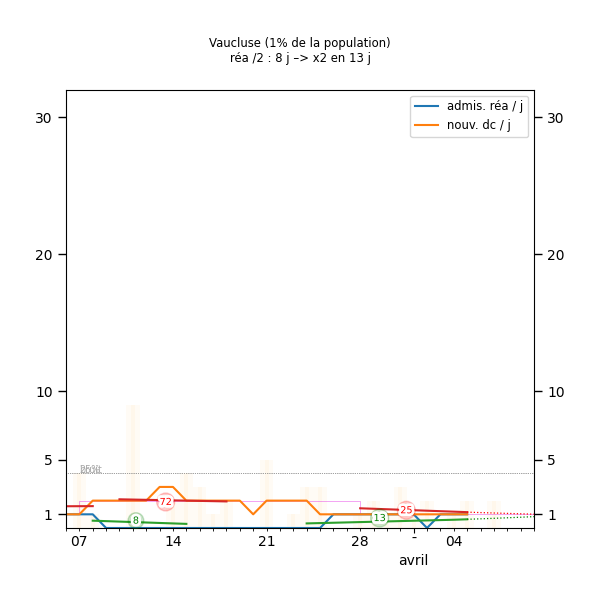 Vaucluse (1% de la population)
réa /2 : 8 j –> x2 en 13 j
admis. réa / j
nouv. dc / j
30 30
20 20
10 10
5 5
1 1
72
25
13
8
07 14 21 28 - 04
avril